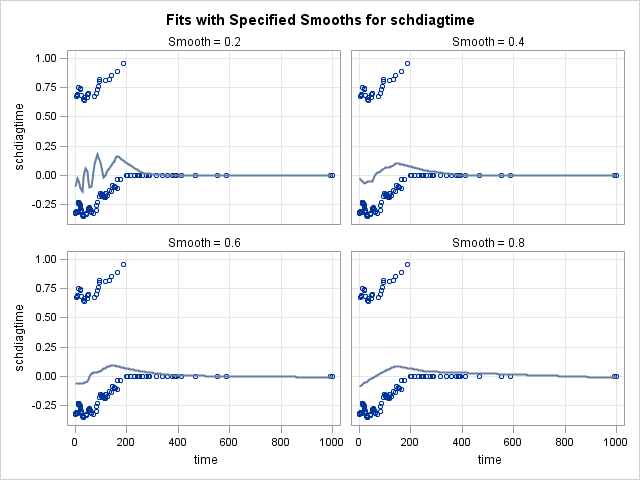 Fits with Specified Smooths for schdiagtime
Smooth = 0.2
Smooth = 0.4
1.00
0.75
0.50
0.25
0.00
-0.25
schdiagtime
Smooth = 0.6
Smooth = 0.8
1.00
0.75
0.50
0.25
0.00
-0.25
schdiagtime
0 200 400 600 800 1000
0 200 400 600 800 1000
time
time